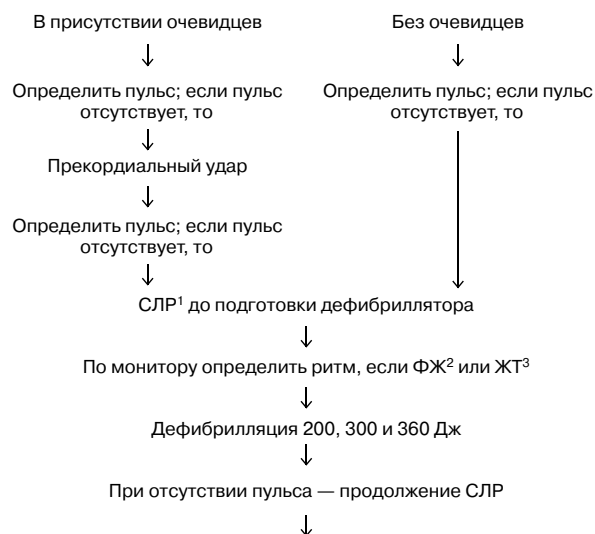 В присутствии очевидцев
Без очевидцев
Определить пульс; если пульс
отсутствует, то
Определить пульс; если пульс
отсутствует, то
Прекордиальный удар
Определить пульс; если пульс
отсутствует, то
СЛР¹ до подготовки дефибриллятора
По монитору определить ритм, если ФЖ² или ЖТ³
Дефибрилляция 200, 300 и 360 Дж
При отсутствии пульса — продолжение СЛР